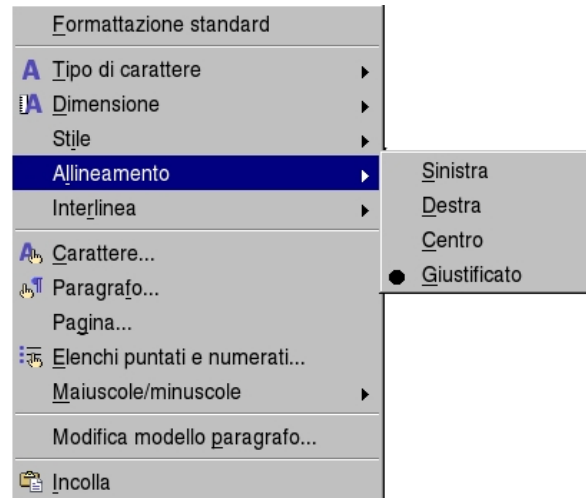 Formattazione standard
Tipo di carattere
Dimensione
Stile
Allineamento
Interlinea
Carattere...
Paragrafo...
Pagina...
Elenchi puntati e numerati...
Maiuscole/minuscole
Modifica modello paragrafo...
Incolla
Sinistra
Destra
Centro
Giustificato